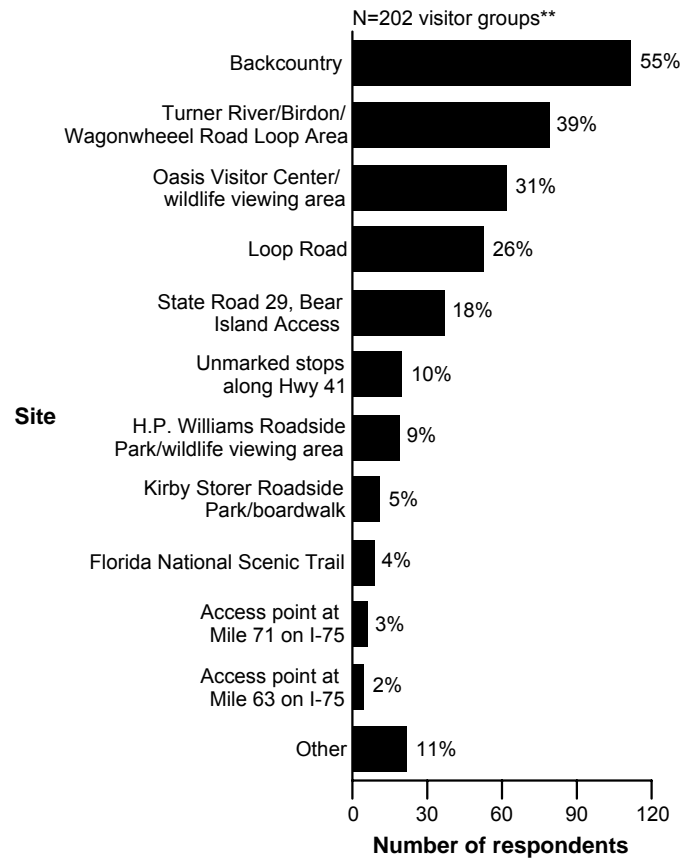 N=202 visitor groups**
Backcountry
55%
Turner River/Birdon/
Wagonwheeel Road Loop Area
39%
Oasis Visitor Center/
wildlife viewing area
31%
Loop Road
26%
State Road 29, Bear
Island Access
18%
Unmarked stops
along Hwy 41
10%
Site
H.P. Williams Roadside
Park/wildlife viewing area
9%
Kirby Storer Roadside
Park/boardwalk
5%
Florida National Scenic Trail
4%
Access point at
Mile 71 on I-75
3%
Access point at
Mile 63 on I-75
2%
Other
11%
0 30 60 90 120
Number of respondents